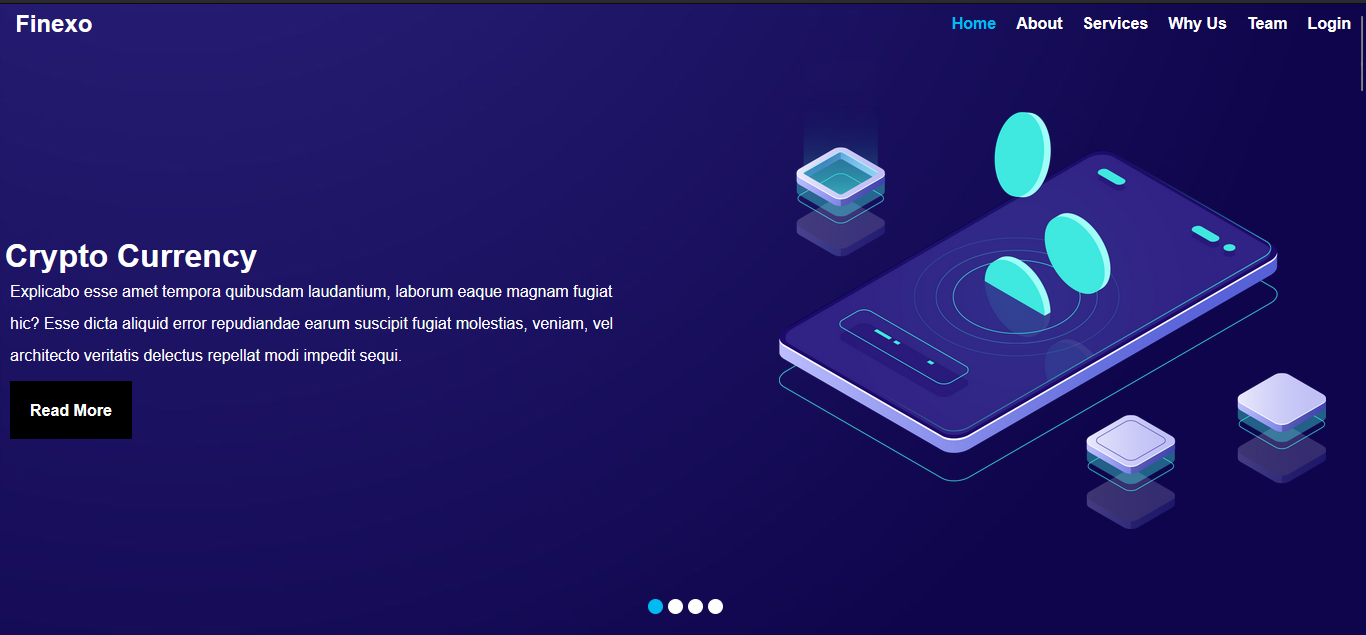 Finexo
Home About Services Why Us Team Login
Crypto Currency
Explicabo esse amet tempora quibusdam laudantium, laborum eaque magnam fugiat
hic? Esse dicta aliquid error repudiandae earum suscipit fugiat molestias, veniam, vel
architecto veritatis delectus repellat modi impedit sequi.
Read More